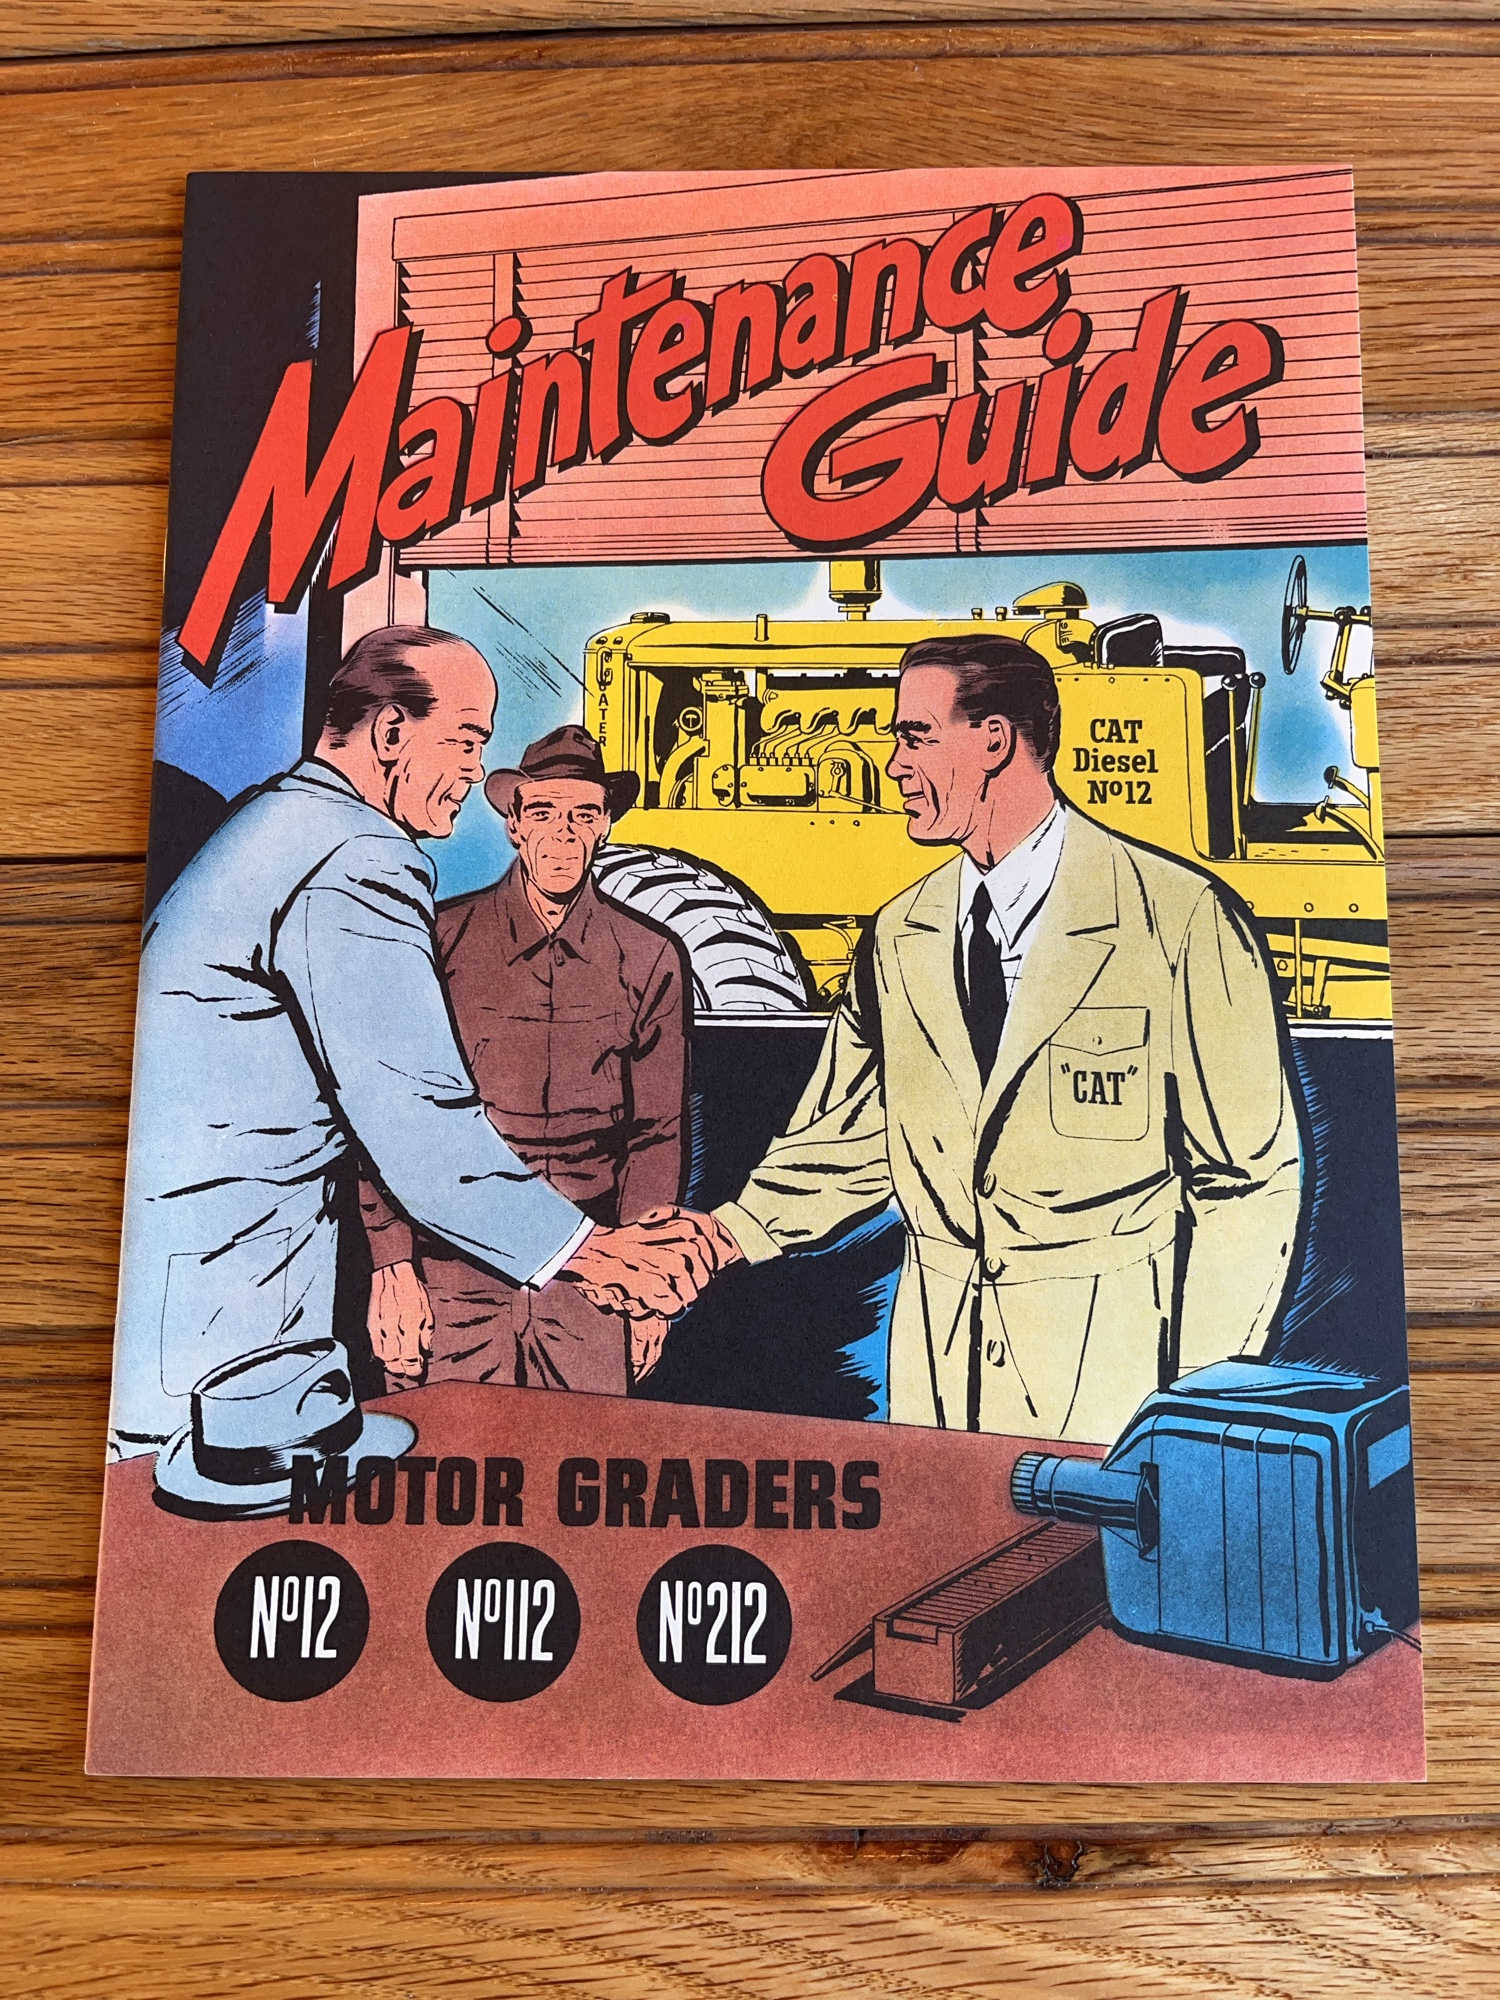 Maintenance
Guide
CAT
Diesel
Nº12
"CAT"
MOTOR GRADERS
Nº12
Nº112
Nº212